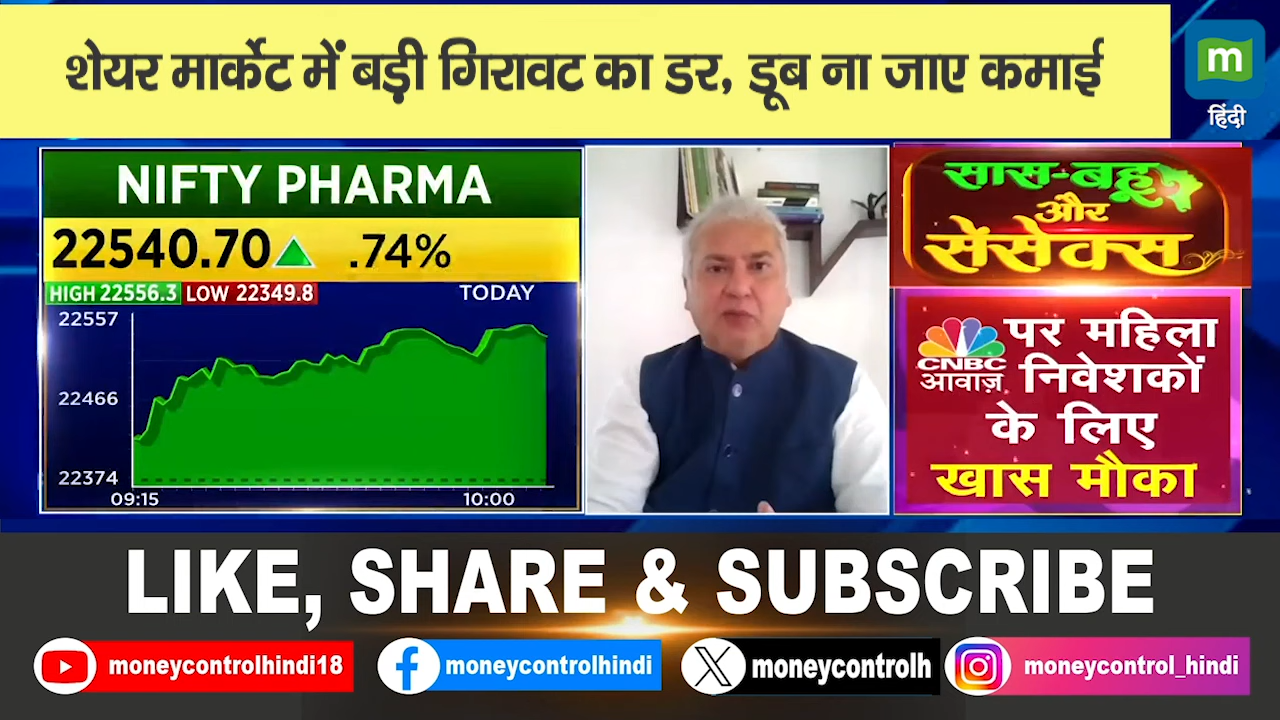 शेयर मार्केट में बड़ी गिरावट का डर, डूब ना जाए कमाई
m
हिंदी
NIFTY PHARMA
22540.70 .74%
HIGH 22556.3 LOW 22349.8 TODAY
22557
22466
22374
09:15 10:00
सास-बहू
और
सेंसेक्स
CNBC
आवाज़
पर महिला
निवेशकों
के लिए
खास मौका
LIKE, SHARE & SUBSCRIBE
moneycontrolhindi18 moneycontrolhindi moneycontrolh moneycontrol_hindi